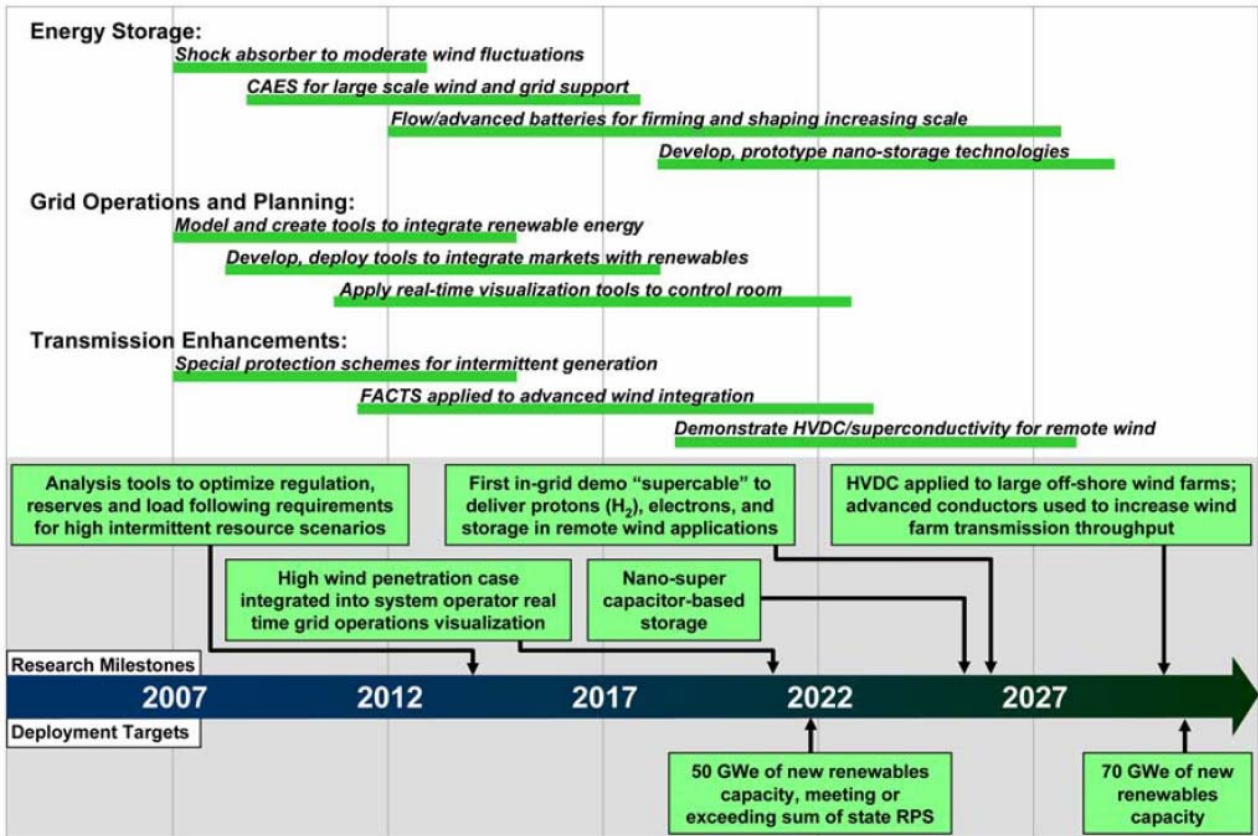 Energy Storage:
Shock absorber to moderate wind fluctuations
CAES for large scale wind and grid support
Flow/advanced batteries for firming and shaping increasing scale
Develop, prototype nano-storage technologies
Grid Operations and Planning:
Model and create tools to integrate renewable energy
Develop, deploy tools to integrate markets with renewables
Apply real-time visualization tools to control room
Transmission Enhancements:
Special protection schemes for intermittent generation
FACTS applied to advanced wind integration
Demonstrate HVDC/superconductivity for remote wind
Analysis tools to optimize regulation,
reserves and load following requirements
for high intermittent resource scenarios
First in-grid demo “supercable” to
deliver protons (H₂), electrons, and
storage in remote wind applications
HVDC applied to large off-shore wind farms;
advanced conductors used to increase wind
farm transmission throughput
High wind penetration case
integrated into system operator real
time grid operations visualization
Nano-super
capacitor-based
storage
Research Milestones
2007 2012 2017 2022 2027
Deployment Targets
50 GWe of new renewables
capacity, meeting or
exceeding sum of state RPS
70 GWe of new
renewables
capacity